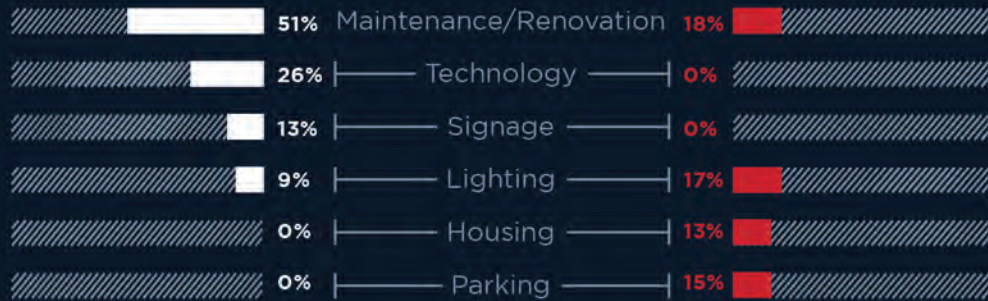 51% Maintenance/Renovation 18%
26% Technology 0%
13% Signage 0%
9% Lighting 17%
0% Housing 13%
0% Parking 15%